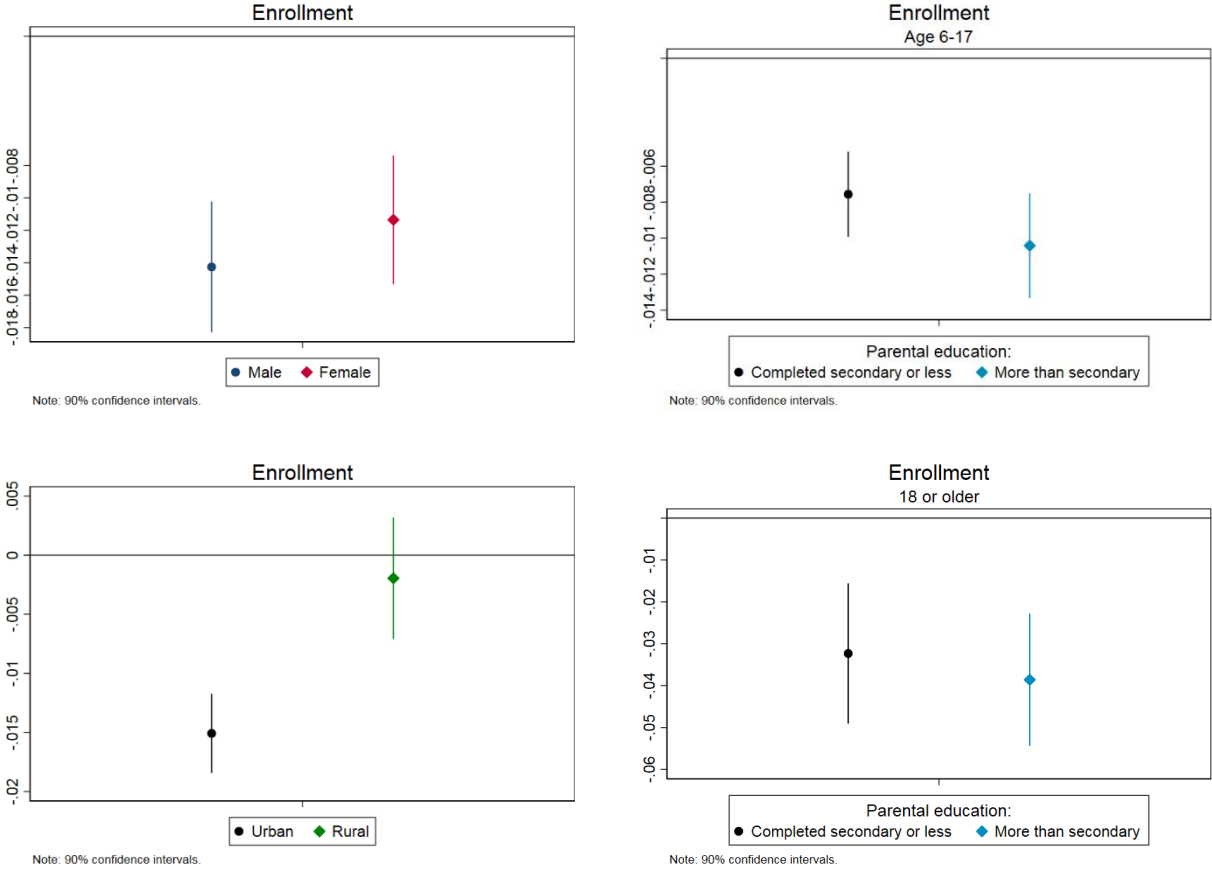 Enrollment
-.018-.016-.014-.012-.01-.008
Male Female
Note: 90% confidence intervals.
Enrollment
Age 6-17
-.014-.012 -.01 -.008-.006
Parental education:
Completed secondary or less More than secondary
Note: 90% confidence intervals.
Enrollment
-.02 -.015 -.01 -.005 0 .005
Urban Rural
Note: 90% confidence intervals.
Enrollment
18 or older
-.06 -.05 -.04 -.03 -.02 -.01
Parental education:
Completed secondary or less More than secondary
Note: 90% confidence intervals.